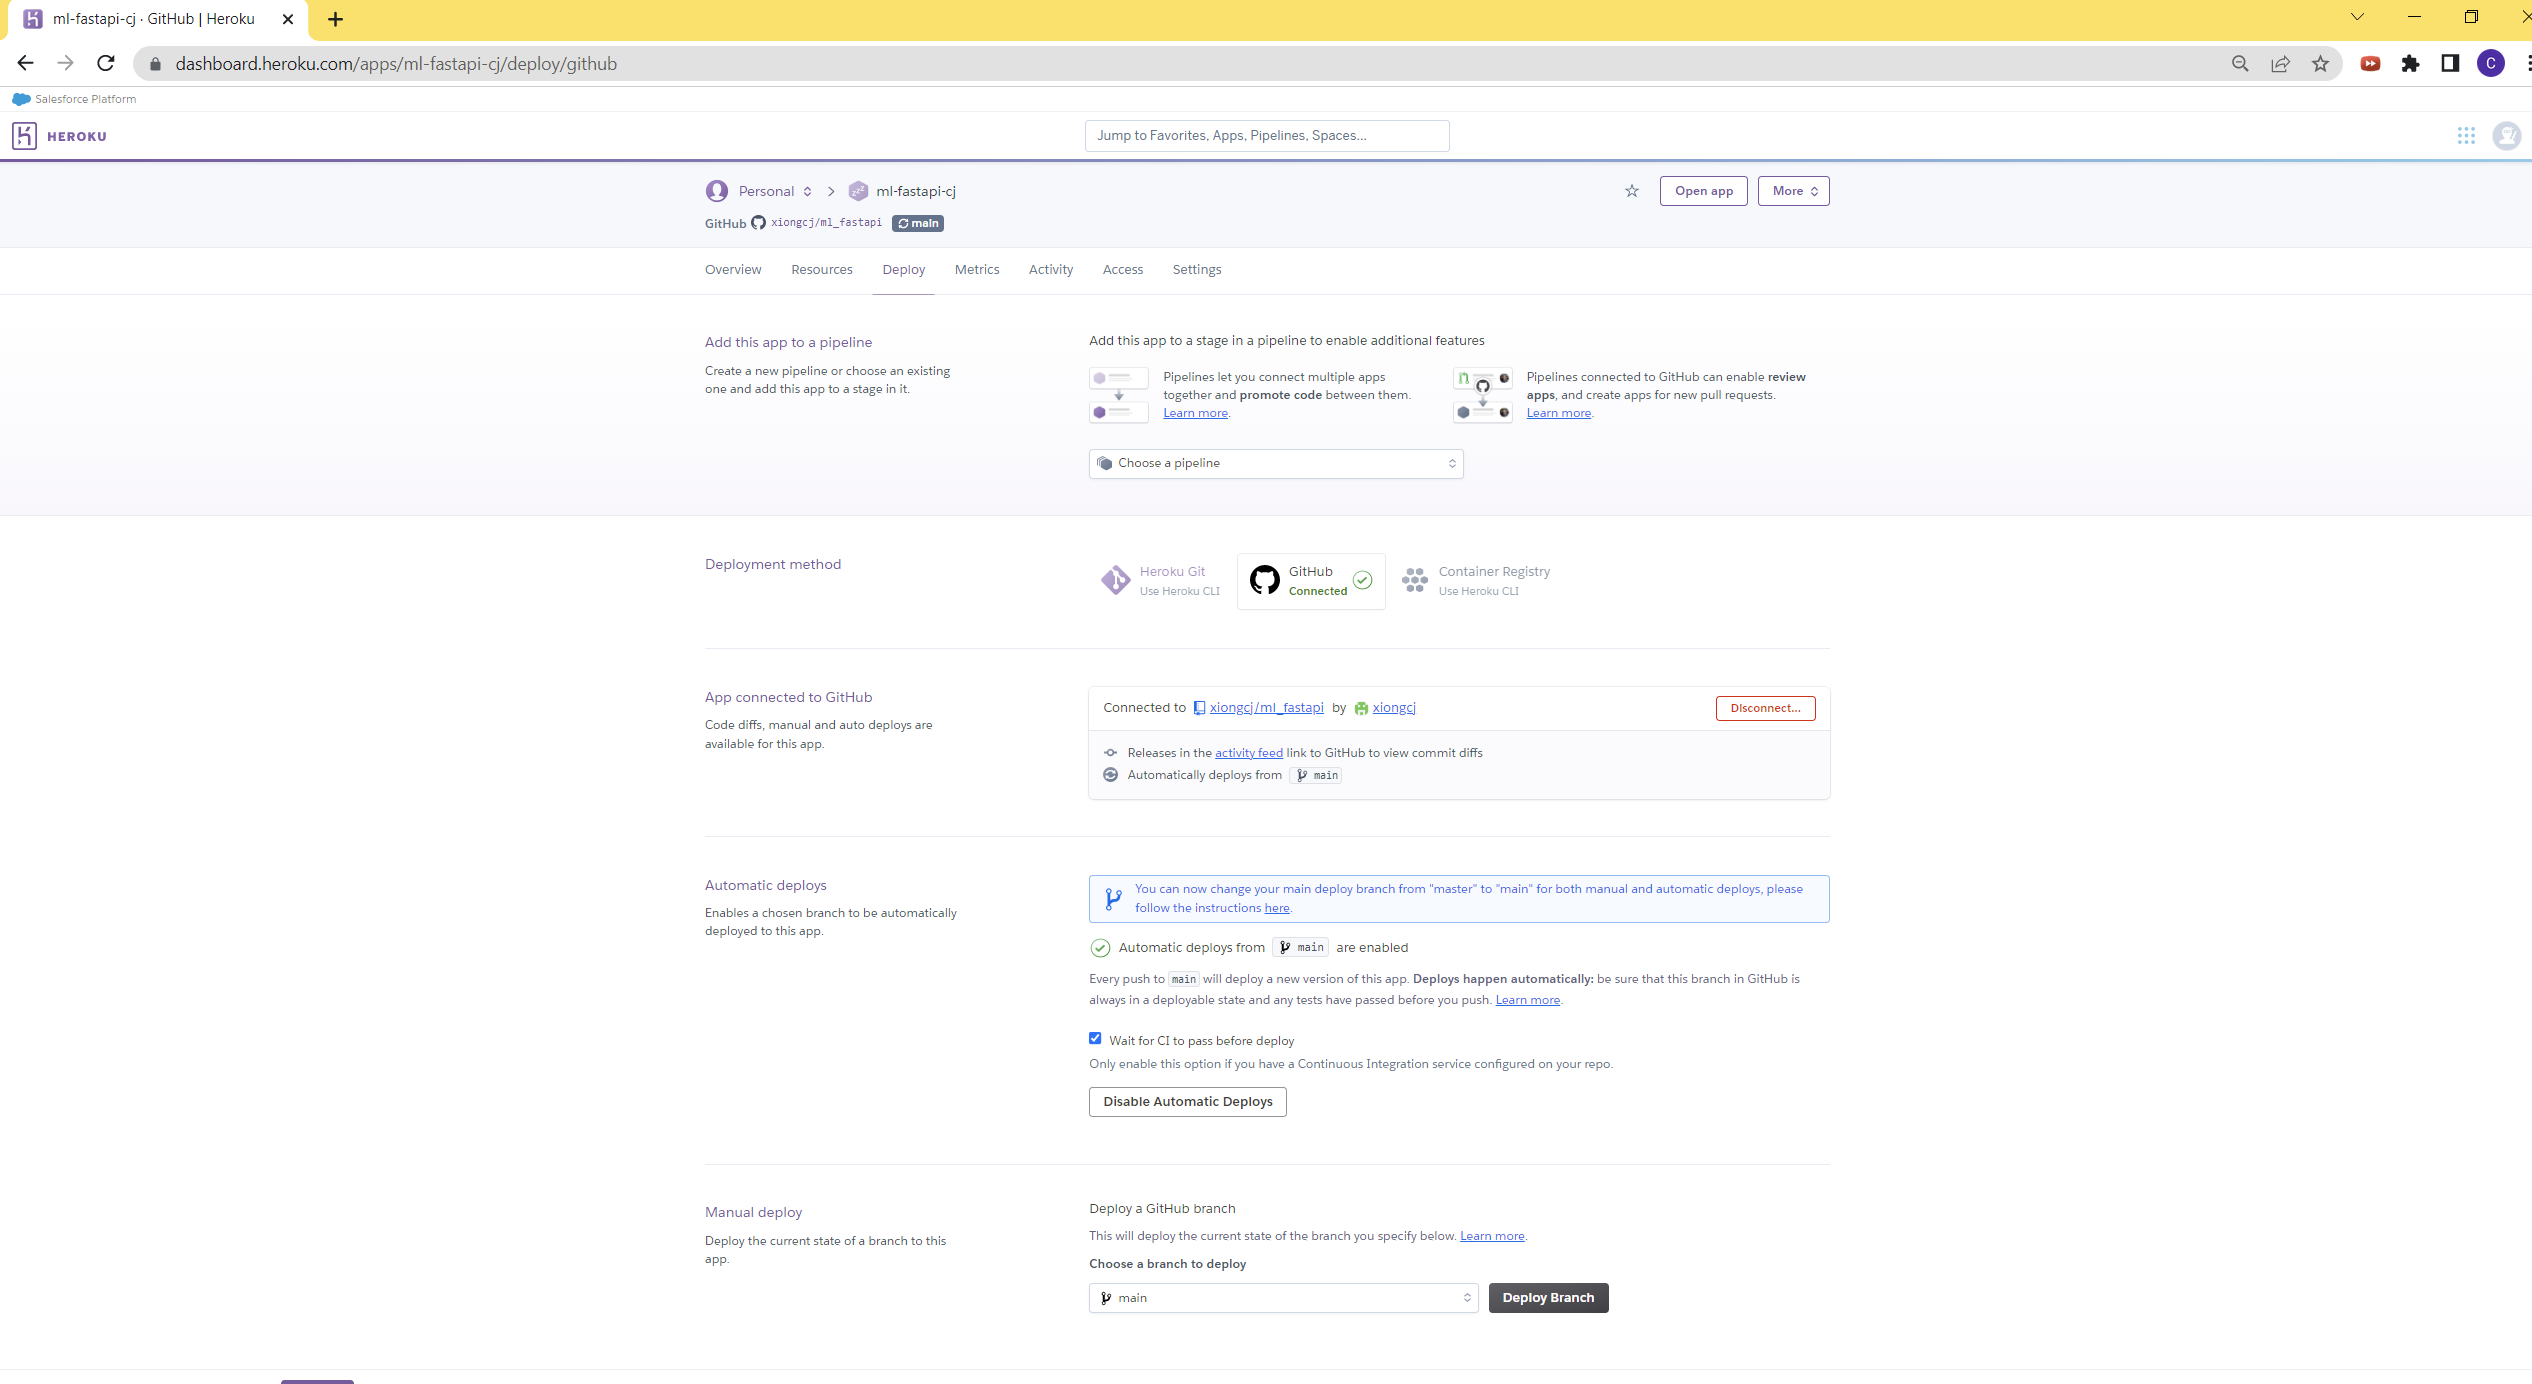 ml-fastapi-cj · GitHub | Heroku
dashboard.heroku.com/apps/ml-fastapi-cj/deploy/github
C
Salesforce Platform
HEROKU
Jump to Favorites, Apps, Pipelines, Spaces...
Personal
ml-fastapi-cj
Open app
More
GitHub xiongcj/ml_fastapi main
Overview
Resources
Deploy
Metrics
Activity
Access
Settings
Add this app to a pipeline
Create a new pipeline or choose an existing
one and add this app to a stage in it.
Add this app to a stage in a pipeline to enable additional features
Pipelines let you connect multiple apps
together and promote code between them.
Learn more.
Pipelines connected to GitHub can enable review
apps, and create apps for new pull requests.
Learn more.
Choose a pipeline
Deployment method
Heroku Git
Use Heroku CLI
GitHub
Connected
Container Registry
Use Heroku CLI
App connected to GitHub
Code diffs, manual and auto deploys are
available for this app.
Connected to xiongcj/ml_fastapi by xiongcj
Disconnect...
Releases in the activity feed link to GitHub to view commit diffs
Automatically deploys from main
Automatic deploys
Enables a chosen branch to be automatically
deployed to this app.
You can now change your main deploy branch from "master" to "main" for both manual and automatic deploys, please
follow the instructions here.
Automatic deploys from main are enabled
Every push to main will deploy a new version of this app. Deploys happen automatically: be sure that this branch in GitHub is
always in a deployable state and any tests have passed before you push. Learn more.
Wait for CI to pass before deploy
Only enable this option if you have a Continuous Integration service configured on your repo.
Disable Automatic Deploys
Manual deploy
Deploy the current state of a branch to this
app.
Deploy a GitHub branch
This will deploy the current state of the branch you specify below. Learn more.
Choose a branch to deploy
main
Deploy Branch